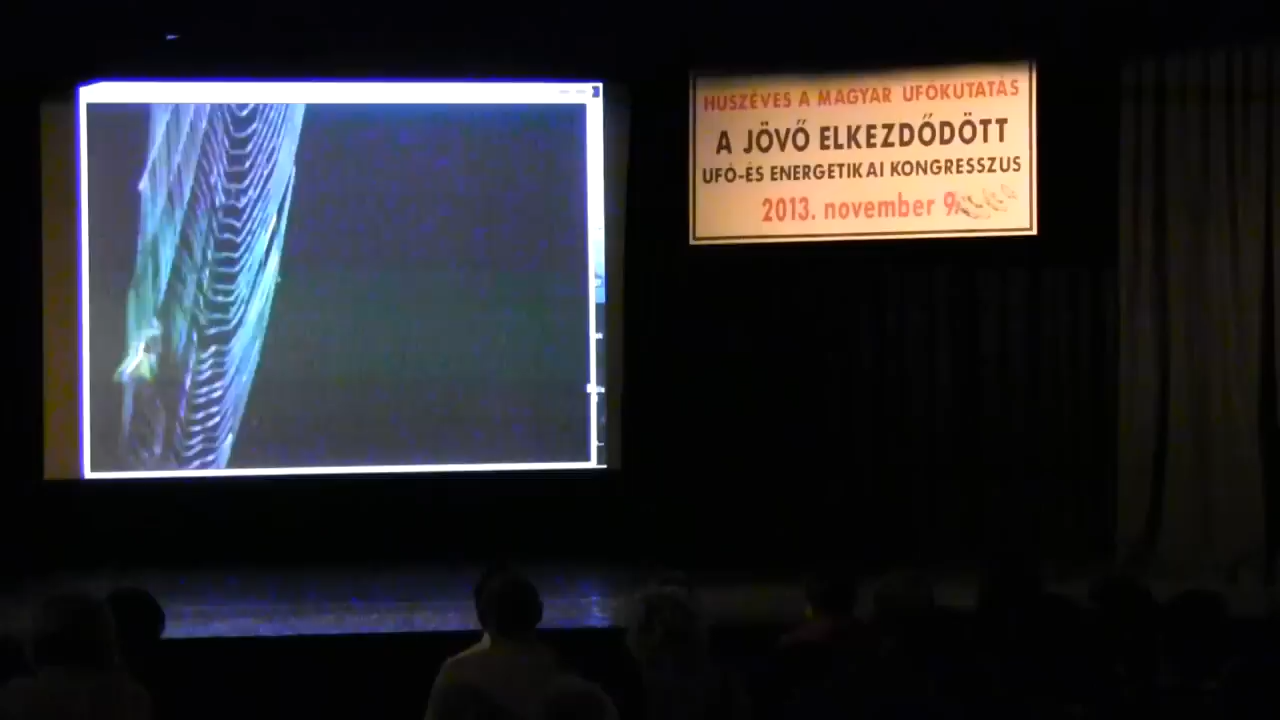 HUSZÉVES A MAGYAR UFÓKUTATÁS
A JÖVŐ ELKEZDŐDÖTT
UFÓ-ÉS ENERGETIKAI KONGRESSZUS
2013. november 9.